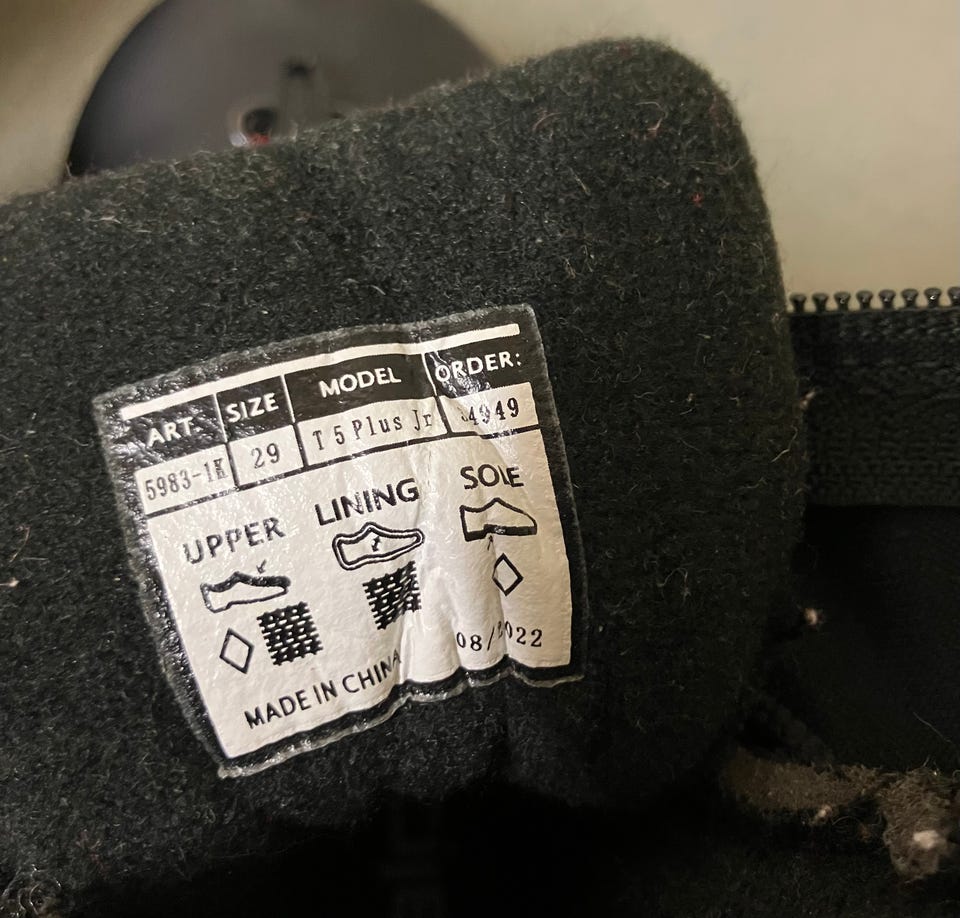 ART. SIZE MODEL ORDER:
5983-1K 29 T 5 Plus Jr 4949
UPPER LINING SOLE
08/2022
MADE IN CHINA